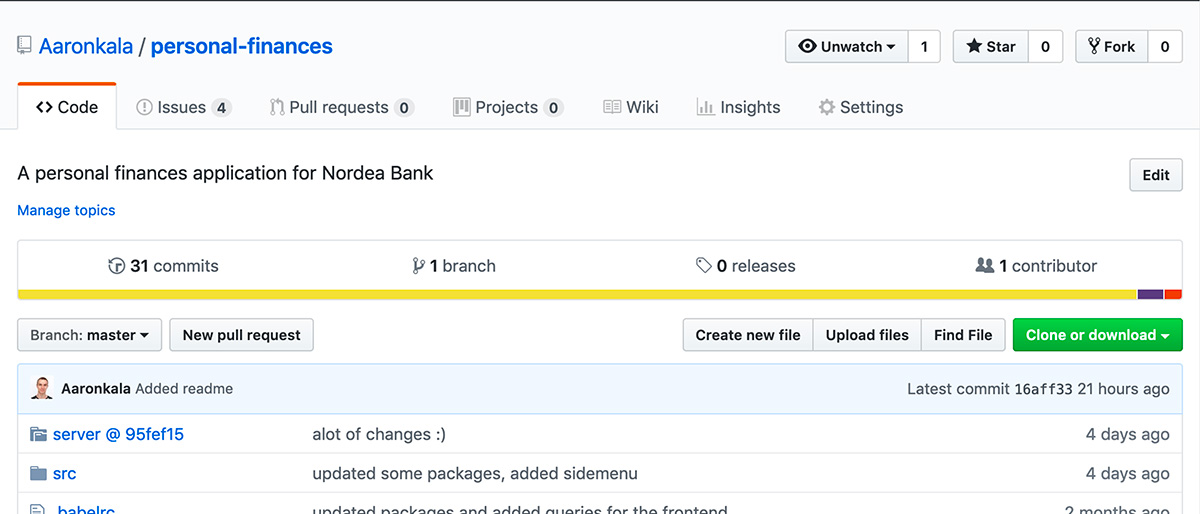 Aaronkala / personal-finances
Unwatch 1 Star 0 Fork 0
Code Issues 4 Pull requests 0 Projects 0 Wiki Insights Settings
A personal finances application for Nordea Bank Edit
Manage topics
31 commits 1 branch 0 releases 1 contributor
Branch: master New pull request Create new file Upload files Find File Clone or download
Aaronkala Added readme Latest commit 16aff33 21 hours ago
server @ 95fef15 alot of changes :) 4 days ago
src updated some packages, added sidemenu 4 days ago
.babelrc updated packages and added queries for the frontend 2 months ago